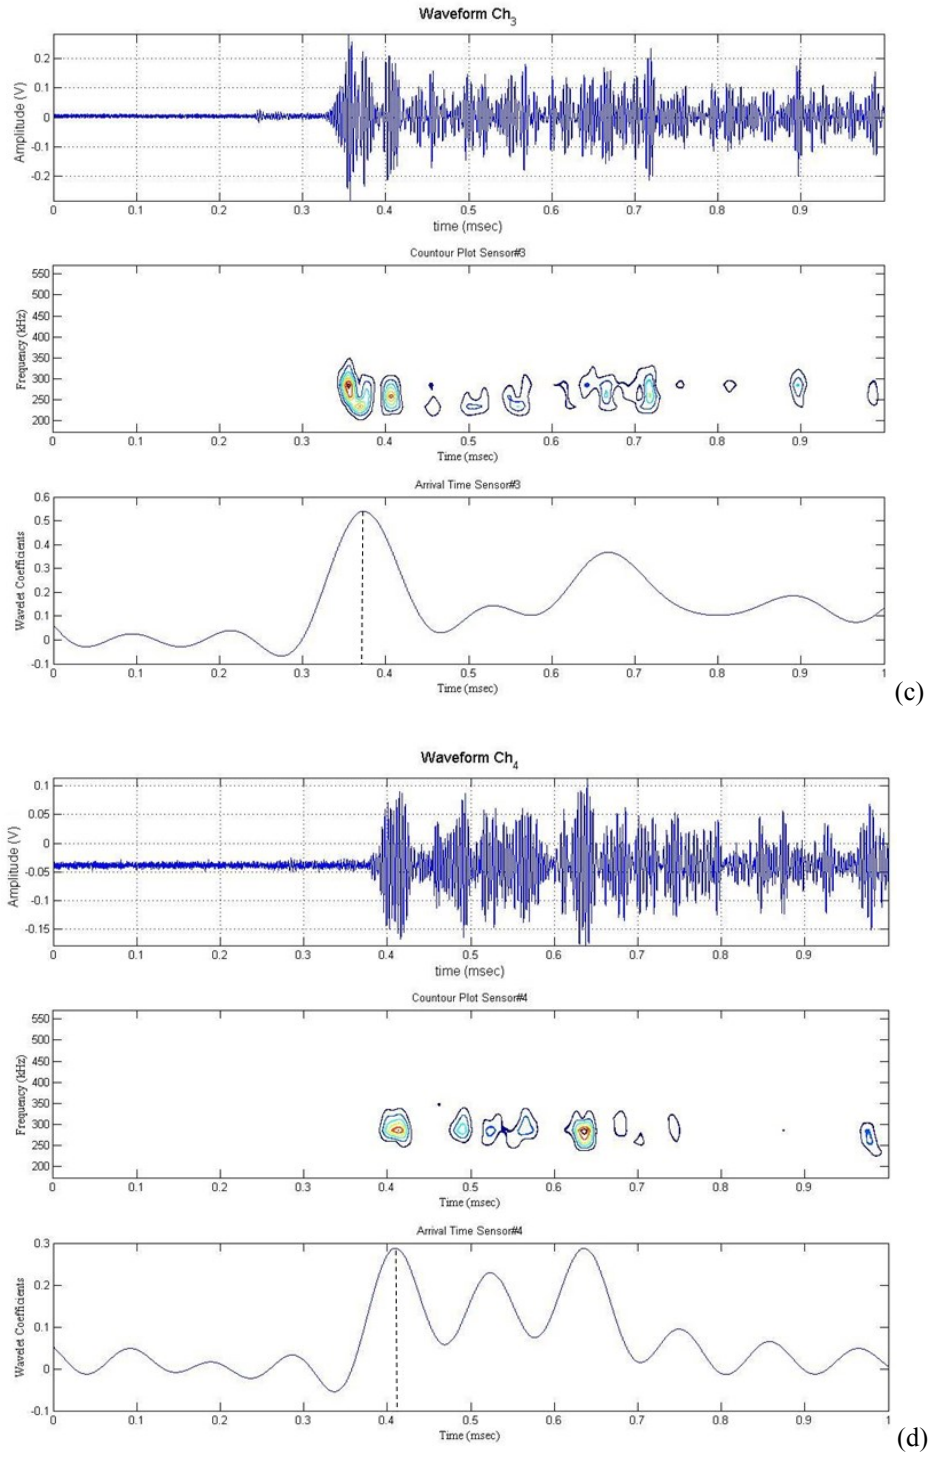 Waveform Ch3
Amplitude (V)
0.2
0.1
0
-0.1
-0.2
0 0.1 0.2 0.3 0.4 0.5 0.6 0.7 0.8 0.9
time (msec)
Countour Plot Sensor#3
Frequency (kHz)
550
500
450
400
350
300
250
200
0 0.1 0.2 0.3 0.4 0.5 0.6 0.7 0.8 0.9
Time (msec)
Arrival Time Sensor#3
Wavelet Coefficients
0.6
0.5
0.4
0.3
0.2
0.1
0
-0.1
0 0.1 0.2 0.3 0.4 0.5 0.6 0.7 0.8 0.9 1
Time (msec)
(c)
Waveform Ch4
Amplitude (V)
0.1
0.05
0
-0.05
-0.1
-0.15
0 0.1 0.2 0.3 0.4 0.5 0.6 0.7 0.8 0.9
time (msec)
Countour Plot Sensor#4
Frequency (kHz)
550
500
450
400
350
300
250
200
0 0.1 0.2 0.3 0.4 0.5 0.6 0.7 0.8 0.9
Time (msec)
Arrival Time Sensor#4
Wavelet Coefficients
0.3
0.2
0.1
0
-0.1
0 0.1 0.2 0.3 0.4 0.5 0.6 0.7 0.8 0.9 1
Time (msec)
(d)